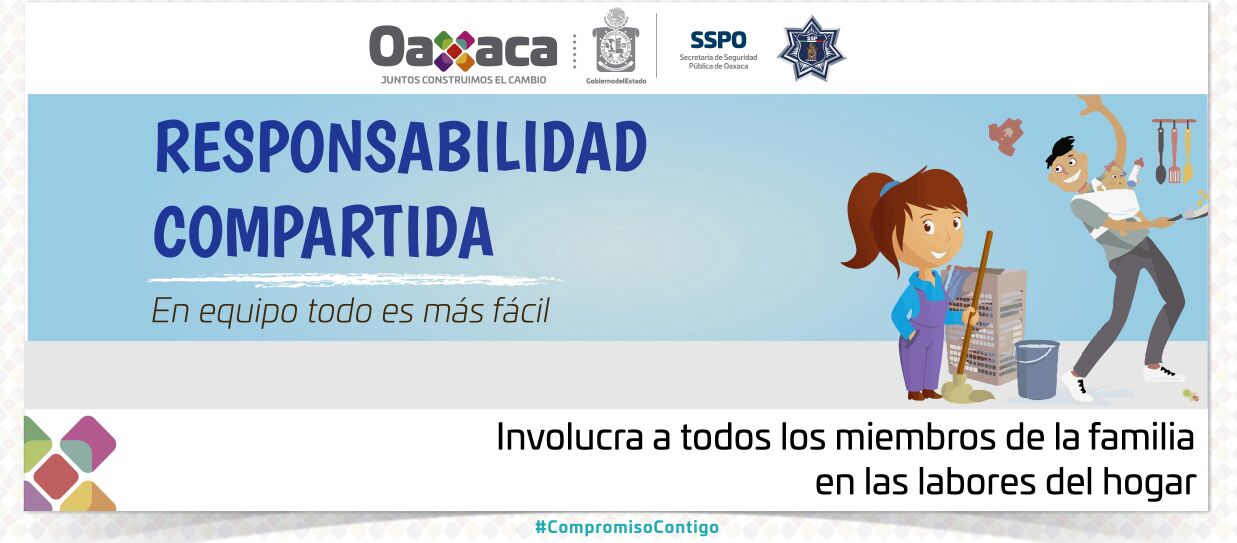 Oaxaca
JUNTOS CONSTRUIMOS EL CAMBIO
GobiernodelEstado
SSPO
Secretaría de Seguridad
Pública de Oaxaca
SSP
RESPONSABILIDAD
COMPARTIDA
En equipo todo es más fácil
Involucra a todos los miembros de la familia
en las labores del hogar
#CompromisoContigo